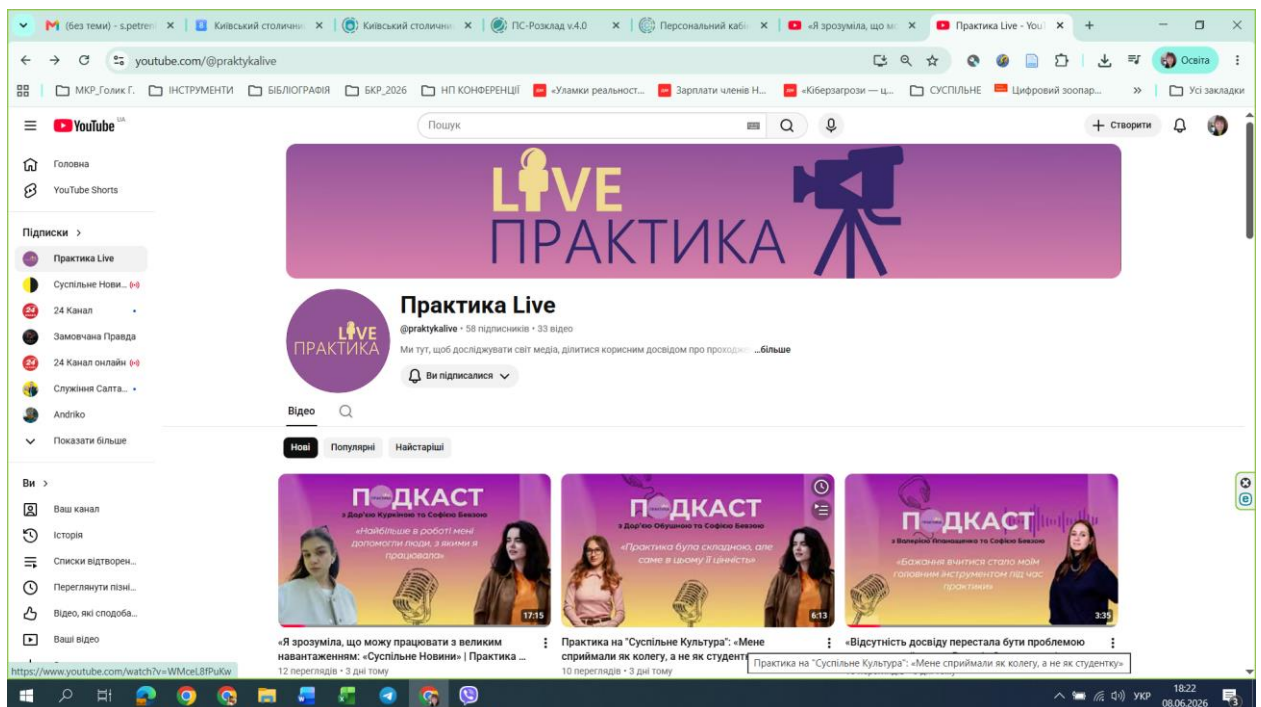 (без теми) - s.petren
Київський столичн
Київський столичн
ПС-Розклад v.4.0
Персональний кабі
«Я зрозуміла, що мо
Практика Live - You
youtube.com/@praktykalive
Освіта
МКР_Голик Г.
ІНСТРУМЕНТИ
БІБЛІОГРАФІЯ
БКР_2026
НП КОНФЕРЕНЦІЇ
«Уламки реальност...
Зарплати членів Н...
«Кіберзагрози — ц...
СУСПІЛЬНЕ
Цифровий зоопар...
Усі закладки
YouTube UA
Пошук
+ Створити
Головна
YouTube Shorts
Підписки >
Практика Live
Суспільне Нови...
24 Канал
Замовчана Правда
24 Канал онлайн
Служіння Салта...
Andriko
Показати більше
Ви >
Ваш канал
Історія
Списки відтворен...
Переглянути пізні...
Відео, які сподоба...
Ваші відео
LIVE
ПРАКТИКА
LIVE
ПРАКТИКА
Практика Live
@praktykalive • 58 підписників • 33 відео
Ми тут, щоб досліджувати світ медіа, ділитися корисним досвідом про проходже ...більше
Ви підписалися
Відео
Нові
Популярні
Найстаріші
ПОДКАСТ
з Дар'єю Куркіною та Софією Бевзою
«Найбільше в роботі мені
допомогли люди, з якими я
працювала»
17:15
«Я зрозуміла, що можу працювати з великим
навантаженням: «Суспільне Новини» | Практика ...
12 переглядів • 3 дні тому
ПОДКАСТ
з Дар'єю Обушною та Софією Бевзою
«Практика була складною, але
саме в цьому її цінність»
6:13
Практика на "Суспільне Культура": «Мене
сприймали як колегу, а не як студент
10 переглядів • 3 дні тому
ПОДКАСТ
та Софією Бевзою
«Бажання вчитися стало моїм
головним інструментом під час
практики»
3:35
«Відсутність досвіду перестала бути проблемою
Практика на "Суспільне Культура": «Мене сприймали як колегу, а не як студентку»
https://www.youtube.com/watch?v=WMceL8fPuKw
УКР
18:22
08.06.2026